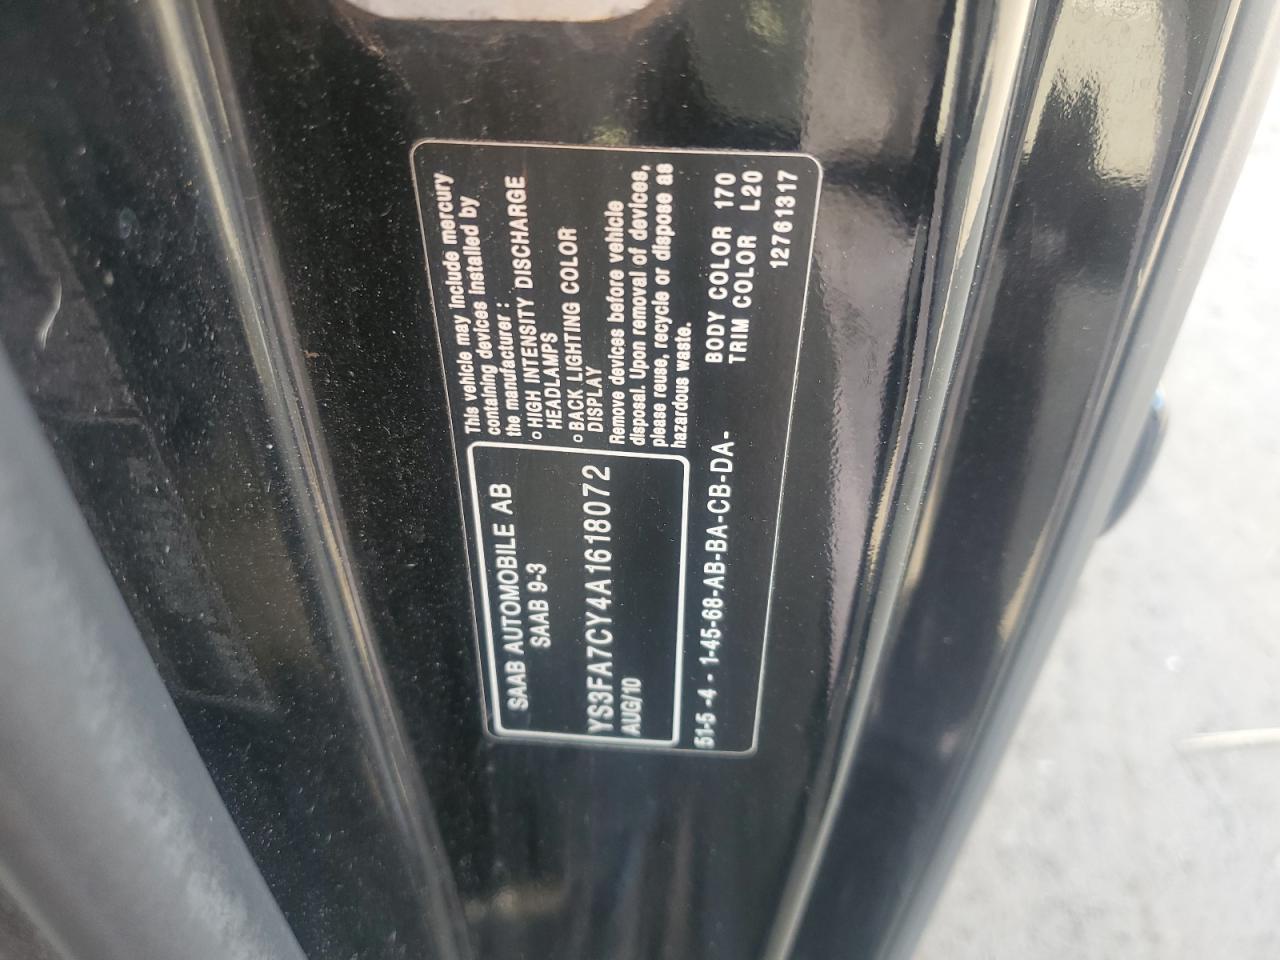 This vehicle may include mercury
containing devices installed by
the manufacturer :
○ HIGH INTENSITY DISCHARGE
HEADLAMPS
○ BACK LIGHTING COLOR
DISPLAY
Remove devices before vehicle
disposal. Upon removal of devices,
please reuse, recycle or dispose as
hazardous waste.
SAAB AUTOMOBILE AB
SAAB 9-3
YS3FA7CY4A1618072
AUG/10
51-5 -4 - 1-45-68-AB-BA-CB-DA-
BODY COLOR 170
TRIM COLOR L20
12761317